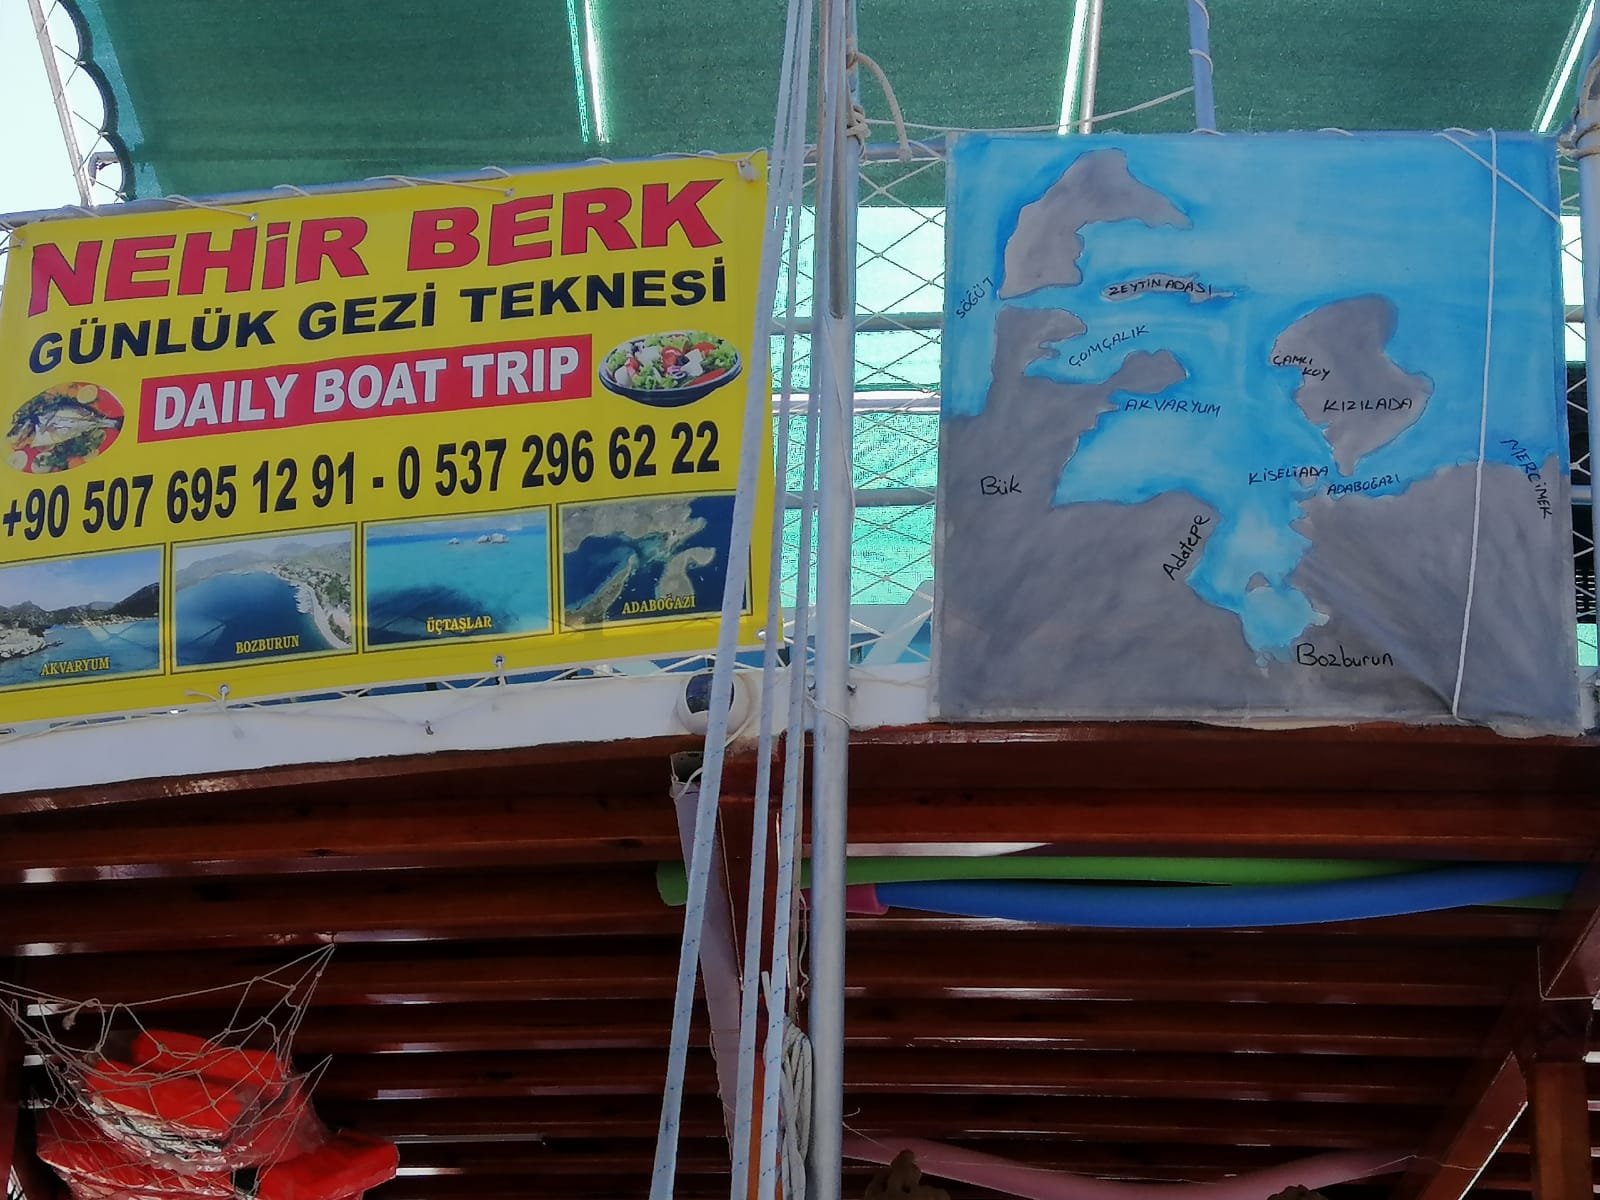 NEHiR BERK
GÜNLÜK GEZİ TEKNESİ
DAILY BOAT TRIP
+90 507 695 12 91 - 0 537 296 62 22
AKVARYUM
BOZBURUN
ÜÇTAŞLAR
ADABOĞAZI
SÖĞÜT
ZEYTİN ADASI
ÇOMÇALIK
ÇAMLI
KOY
AKVARYUM
KIZILADA
KİSELİADA
ADABOĞAZI
MERCİMEK
Bük
Adatepe
Bozburun